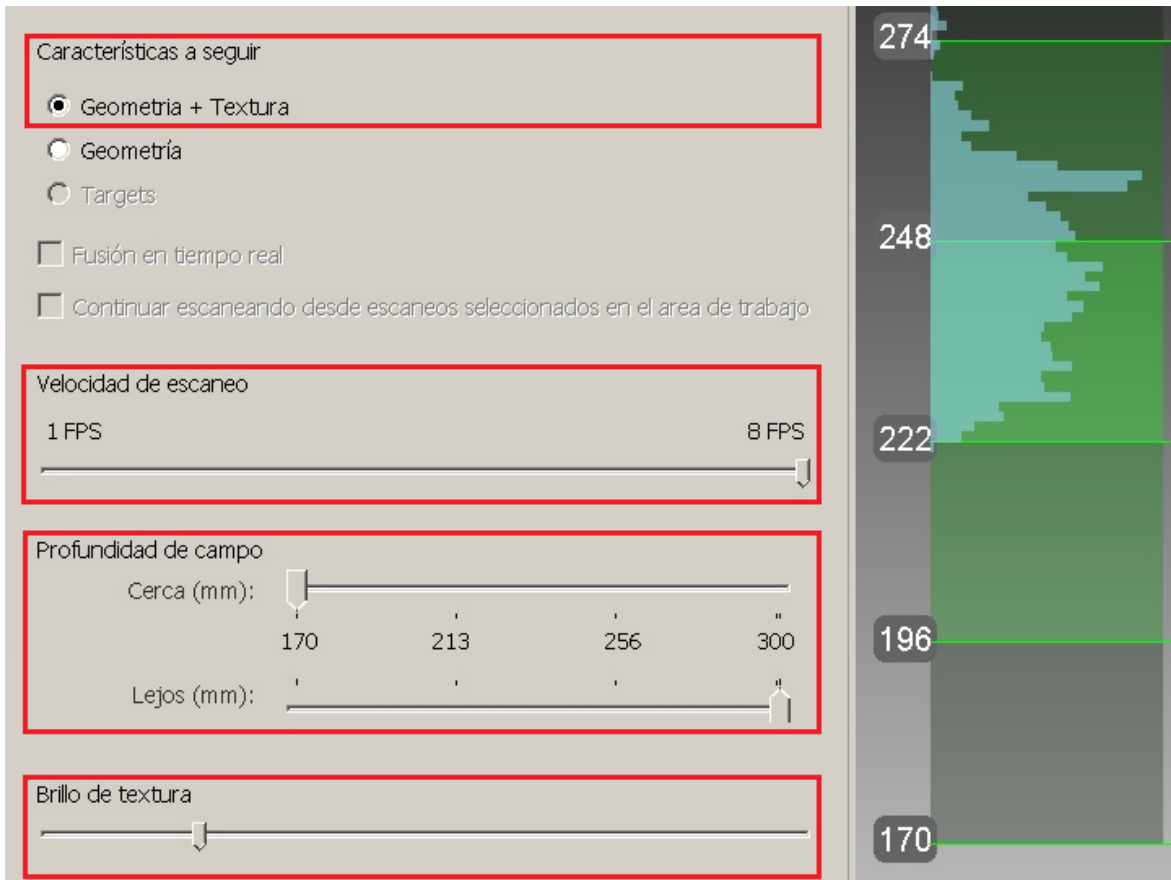 Características a seguir
Geometria + Textura
Geometría
Targets
Fusión en tiempo real
Continuar escaneando desde escaneos seleccionados en el area de trabajo
Velocidad de escaneo
1 FPS 8 FPS
Profundidad de campo
Cerca (mm):
170 213 256 300
Lejos (mm):
Brillo de textura
274
248
222
196
170